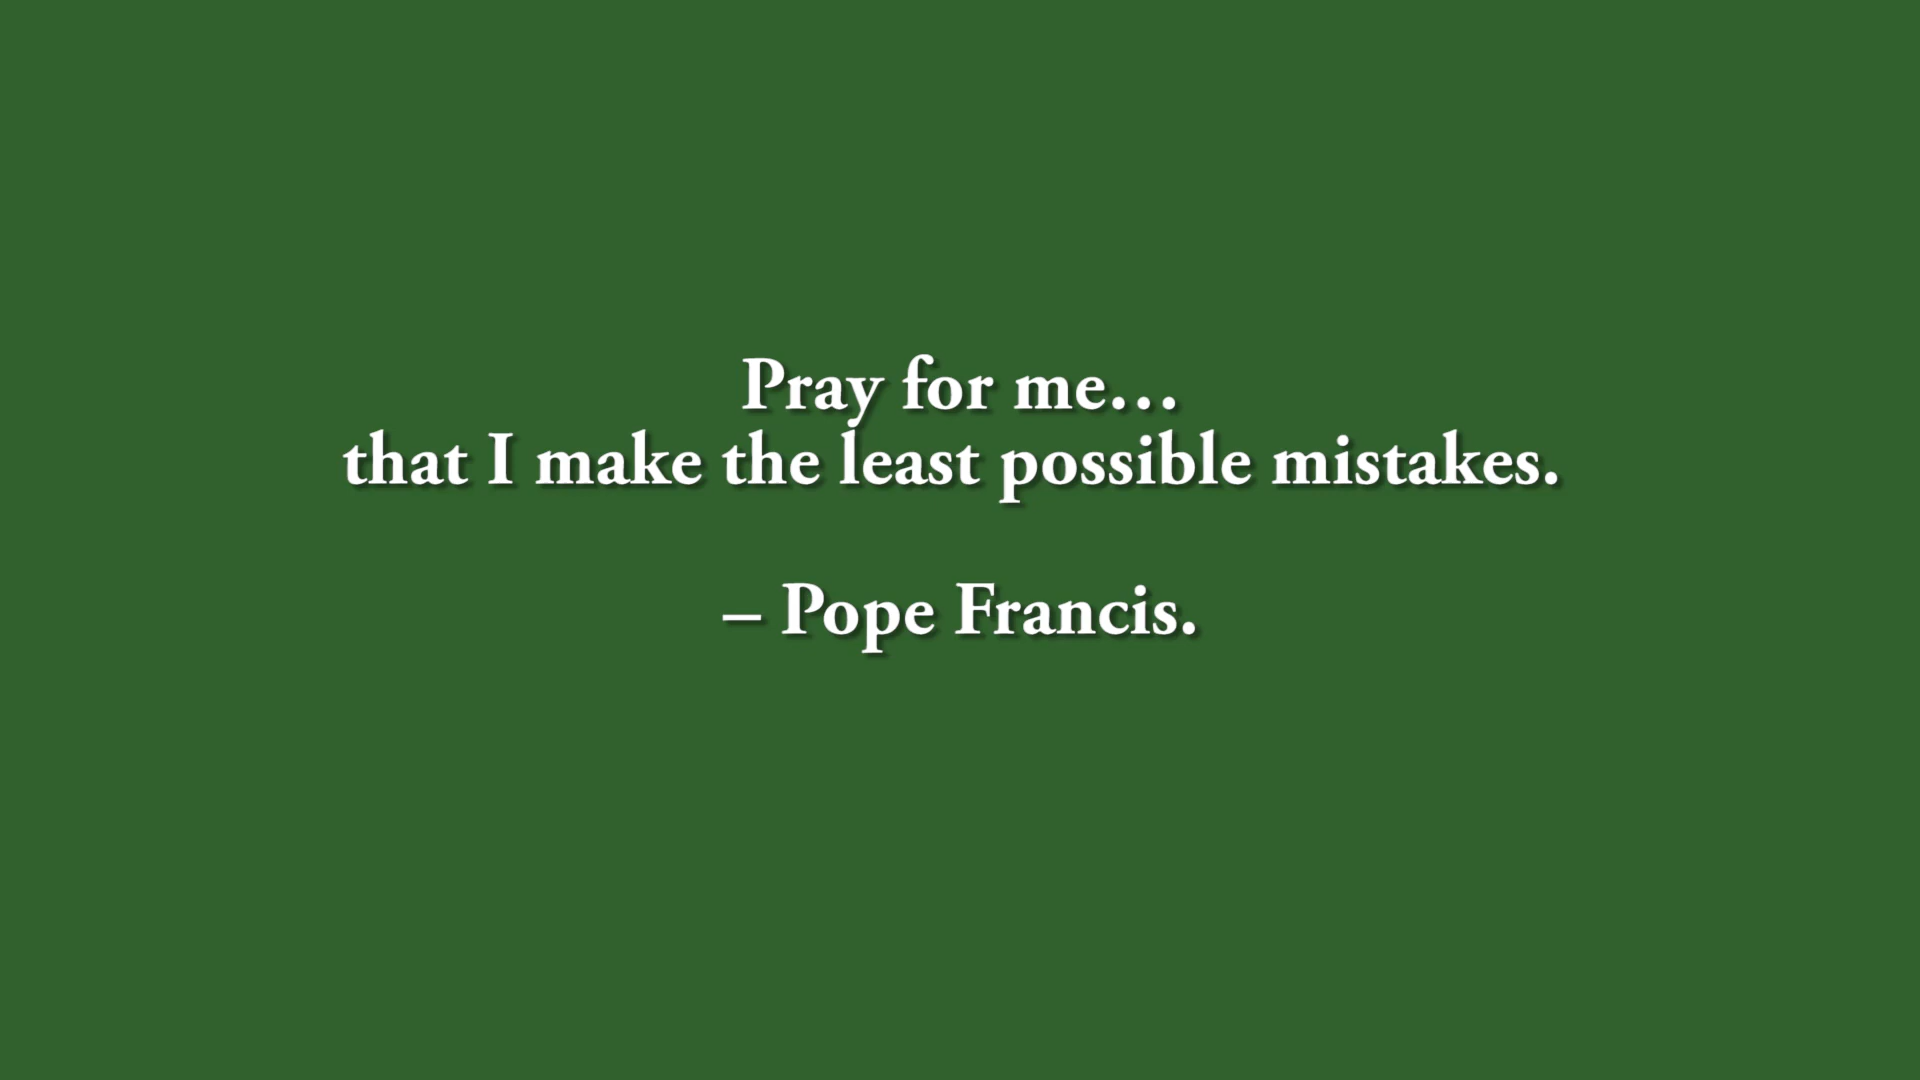 Pray for me…
that I make the least possible mistakes.
– Pope Francis.